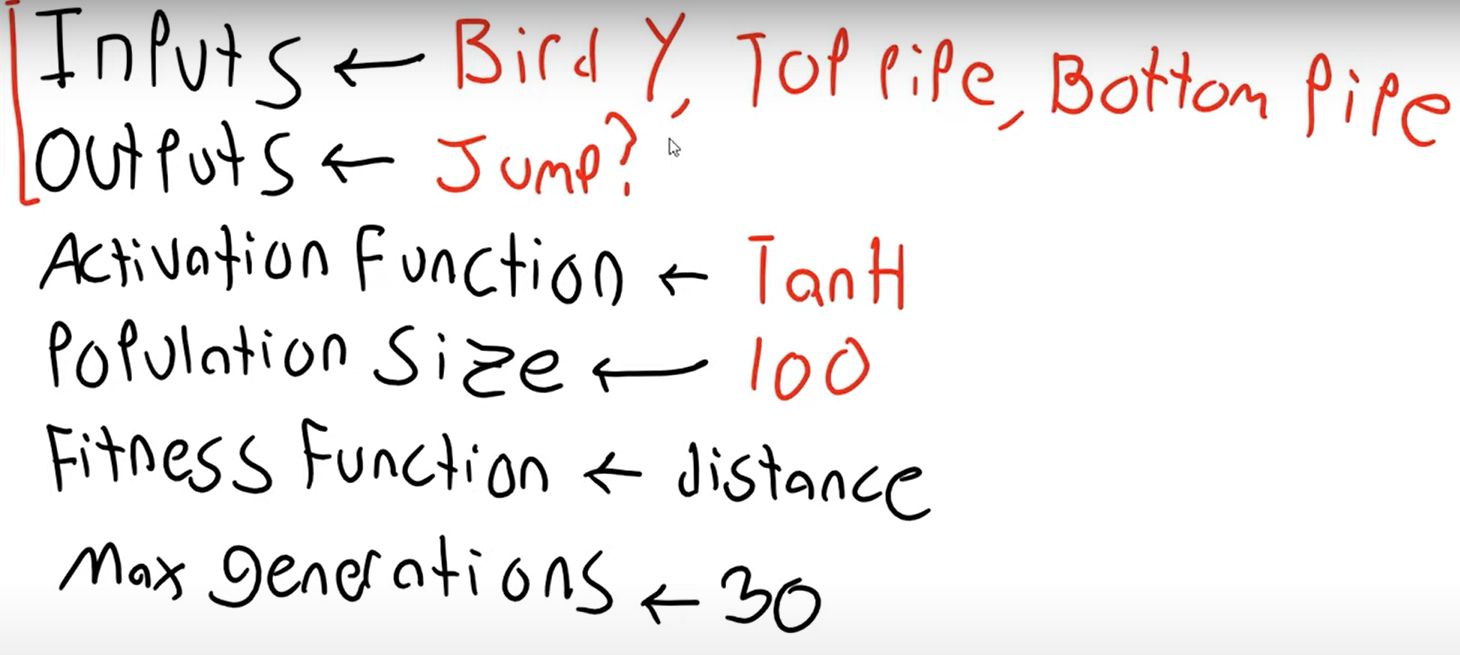 Inputs ← Bird Y, Top Pipe, Bottom Pipe
Outputs ← Jump?
Activation Function ← TanH
Population Size ← 100
Fitness Function ← distance
Max generations ← 30